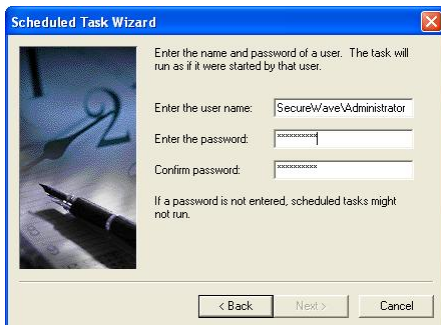 Scheduled Task Wizard
Enter the name and password of a user. The task will
run as if it were started by that user.
Enter the user name: SecureWave\Administrator
Enter the password: **********
Confirm password: **********
If a password is not entered, scheduled tasks might
not run.
< Back Next > Cancel